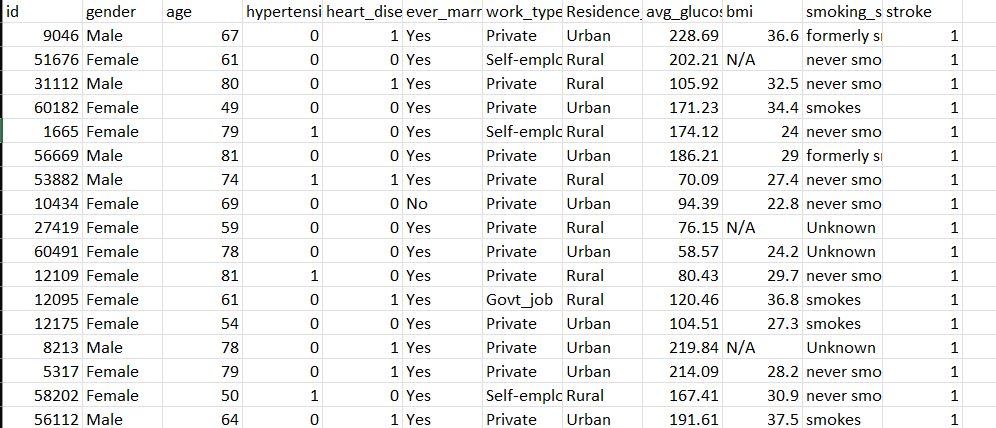 id gender age hypertensi heart_dise ever_marr work_type Residence_ avg_glucos bmi smoking_s stroke
9046 Male 67 0 1 Yes Private Urban 228.69 36.6 formerly s 1
51676 Female 61 0 0 Yes Self-emplo Rural 202.21 N/A never smo 1
31112 Male 80 0 1 Yes Private Rural 105.92 32.5 never smo 1
60182 Female 49 0 0 Yes Private Urban 171.23 34.4 smokes 1
1665 Female 79 1 0 Yes Self-emplo Rural 174.12 24 never smo 1
56669 Male 81 0 0 Yes Private Urban 186.21 29 formerly s 1
53882 Male 74 1 1 Yes Private Rural 70.09 27.4 never smo 1
10434 Female 69 0 0 No Private Urban 94.39 22.8 never smo 1
27419 Female 59 0 0 Yes Private Rural 76.15 N/A Unknown 1
60491 Female 78 0 0 Yes Private Urban 58.57 24.2 Unknown 1
12109 Female 81 1 0 Yes Private Rural 80.43 29.7 never smo 1
12095 Female 61 0 1 Yes Govt_job Rural 120.46 36.8 smokes 1
12175 Female 54 0 0 Yes Private Urban 104.51 27.3 smokes 1
8213 Male 78 0 1 Yes Private Urban 219.84 N/A Unknown 1
5317 Female 79 0 1 Yes Private Urban 214.09 28.2 never smo 1
58202 Female 50 1 0 Yes Self-emplo Rural 167.41 30.9 never smo 1
56112 Male 64 0 1 Yes Private Urban 191.61 37.5 smokes 1